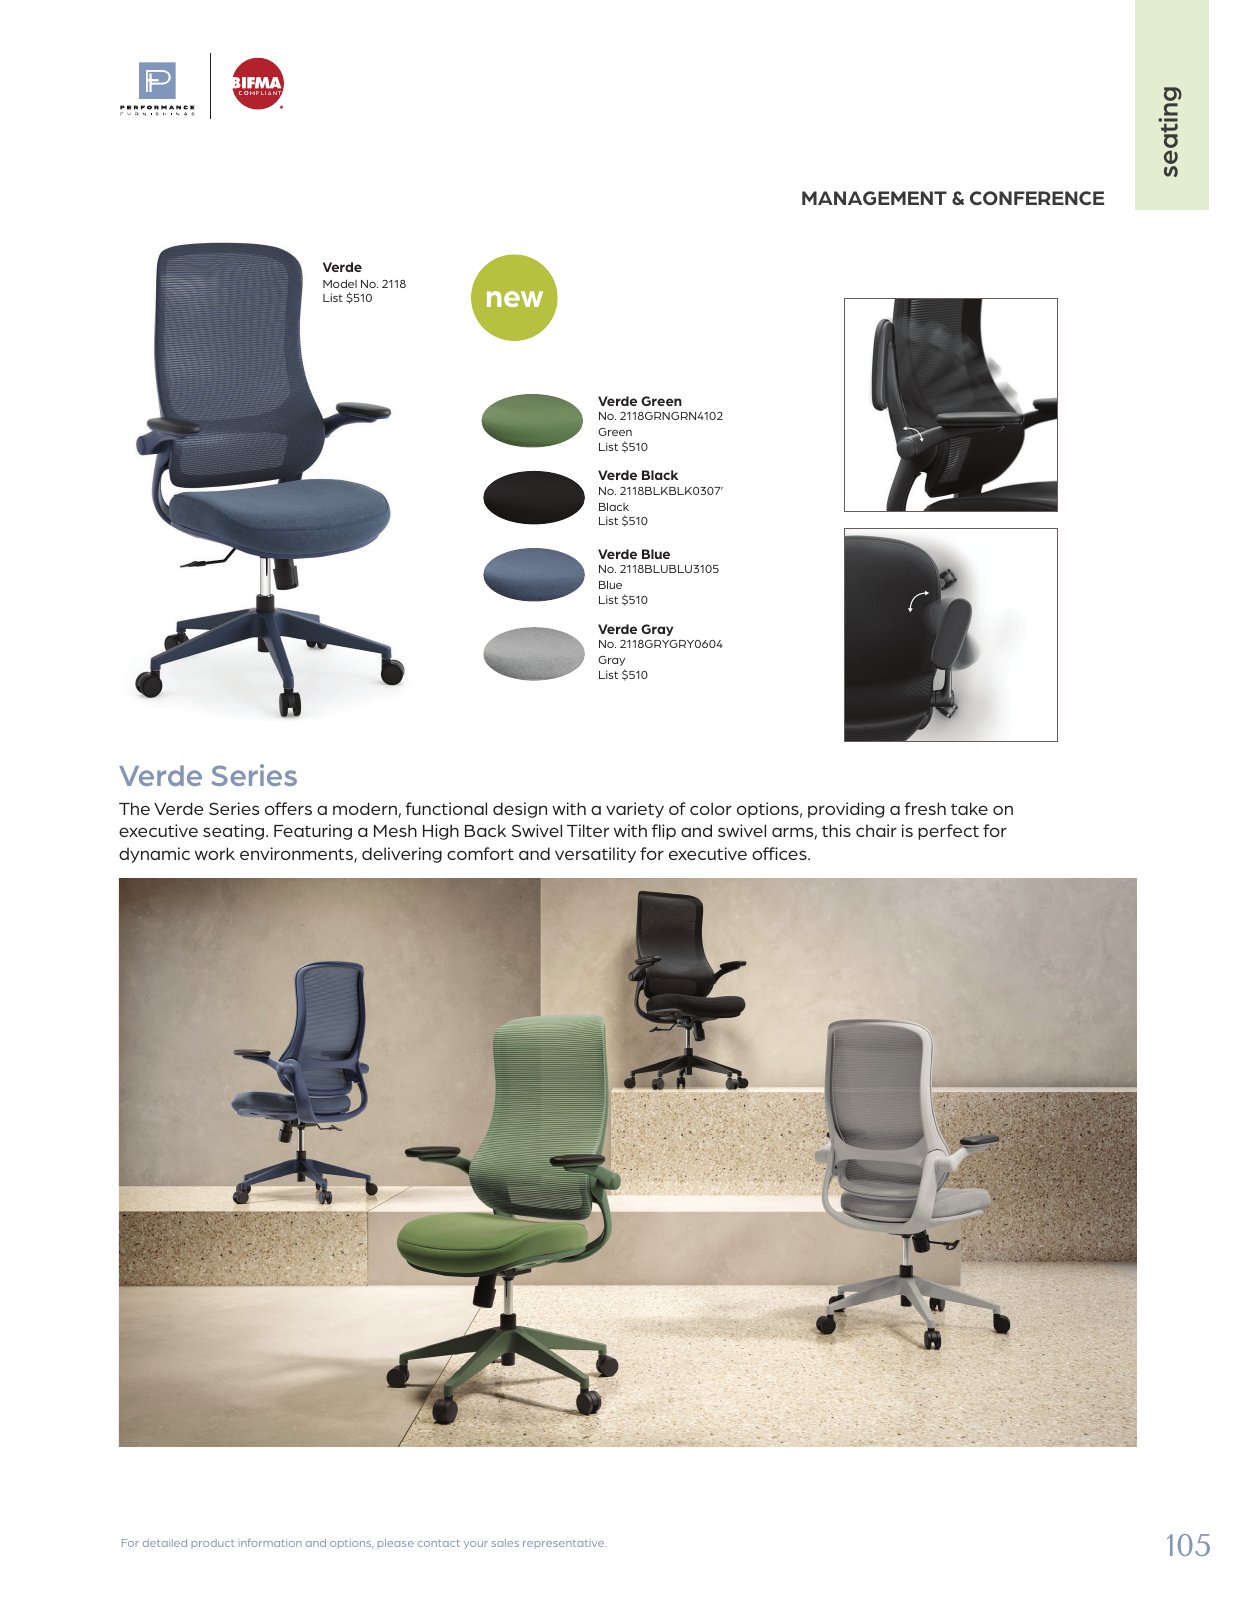 PERFORMANCE
FURNISHINGS
BIFMA
COMPLIANT
seating
MANAGEMENT & CONFERENCE
Verde
Model No. 2118
List $510
new
Verde Green
No. 2118GRNGRN4102
Green
List $510
Verde Black
No. 2118BLKBLK0307’
Black
List $510
Verde Blue
No. 2118BLUBLU3105
Blue
List $510
Verde Gray
No. 2118GRYGRY0604
Gray
List $510
Verde Series
The Verde Series offers a modern, functional design with a variety of color options, providing a fresh take on
executive seating. Featuring a Mesh High Back Swivel Tilter with flip and swivel arms, this chair is perfect for
dynamic work environments, delivering comfort and versatility for executive offices.
For detailed product information and options, please contact your sales representative.
105